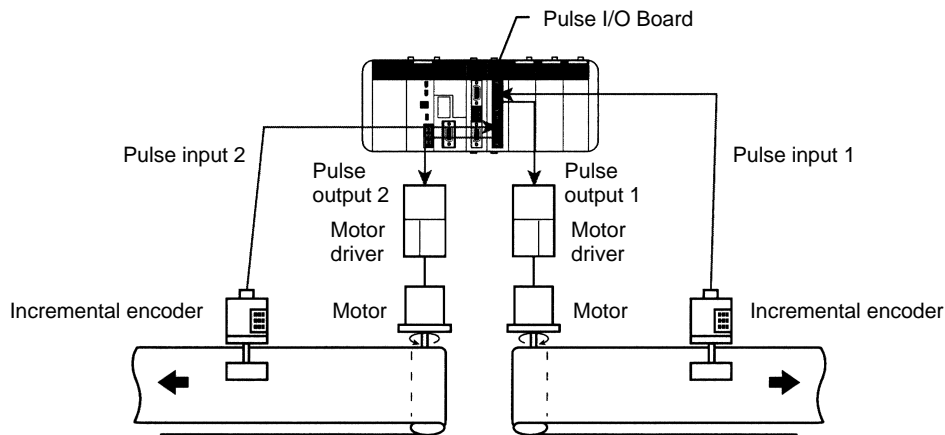 Pulse I/O Board
Pulse input 2
Pulse input 1
Pulse
output 2
Pulse
output 1
Motor
driver
Motor
driver
Incremental encoder
Motor
Motor
Incremental encoder